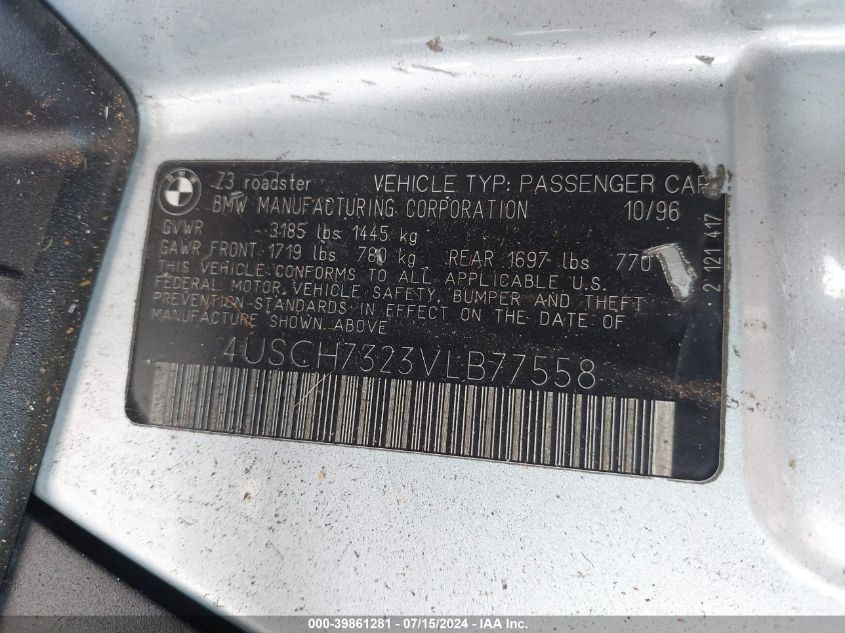 BMW
Z3 roadster VEHICLE TYP: PASSENGER CAR
BMW MANUFACTURING CORPORATION 10/96
GVWR 3185 lbs 1445 kg
GAWR FRONT 1719 lbs 780 kg REAR 1697 lbs 770
THIS VEHICLE CONFORMS TO ALL APPLICABLE U.S.
FEDERAL MOTOR VEHICLE SAFETY, BUMPER AND THEFT
PREVENTION STANDARDS IN EFFECT ON THE DATE OF
MANUFACTURE SHOWN ABOVE
4USCH7323VLB77558
2 121 417
000-39861281 - 07/15/2024 - IAAI.com